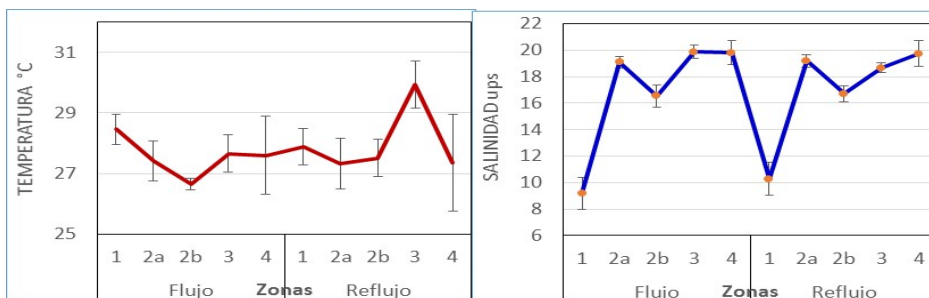 TEMPERATURA °C
31
29
27
25
1 2a 2b 3 4 1 2a 2b 3 4
Flujo Zonas Reflujo
SALINIDAD ups
22
20
18
16
14
12
10
8
6
1 2a 2b 3 4 1 2a 2b 3 4
Flujo Zonas Reflujo